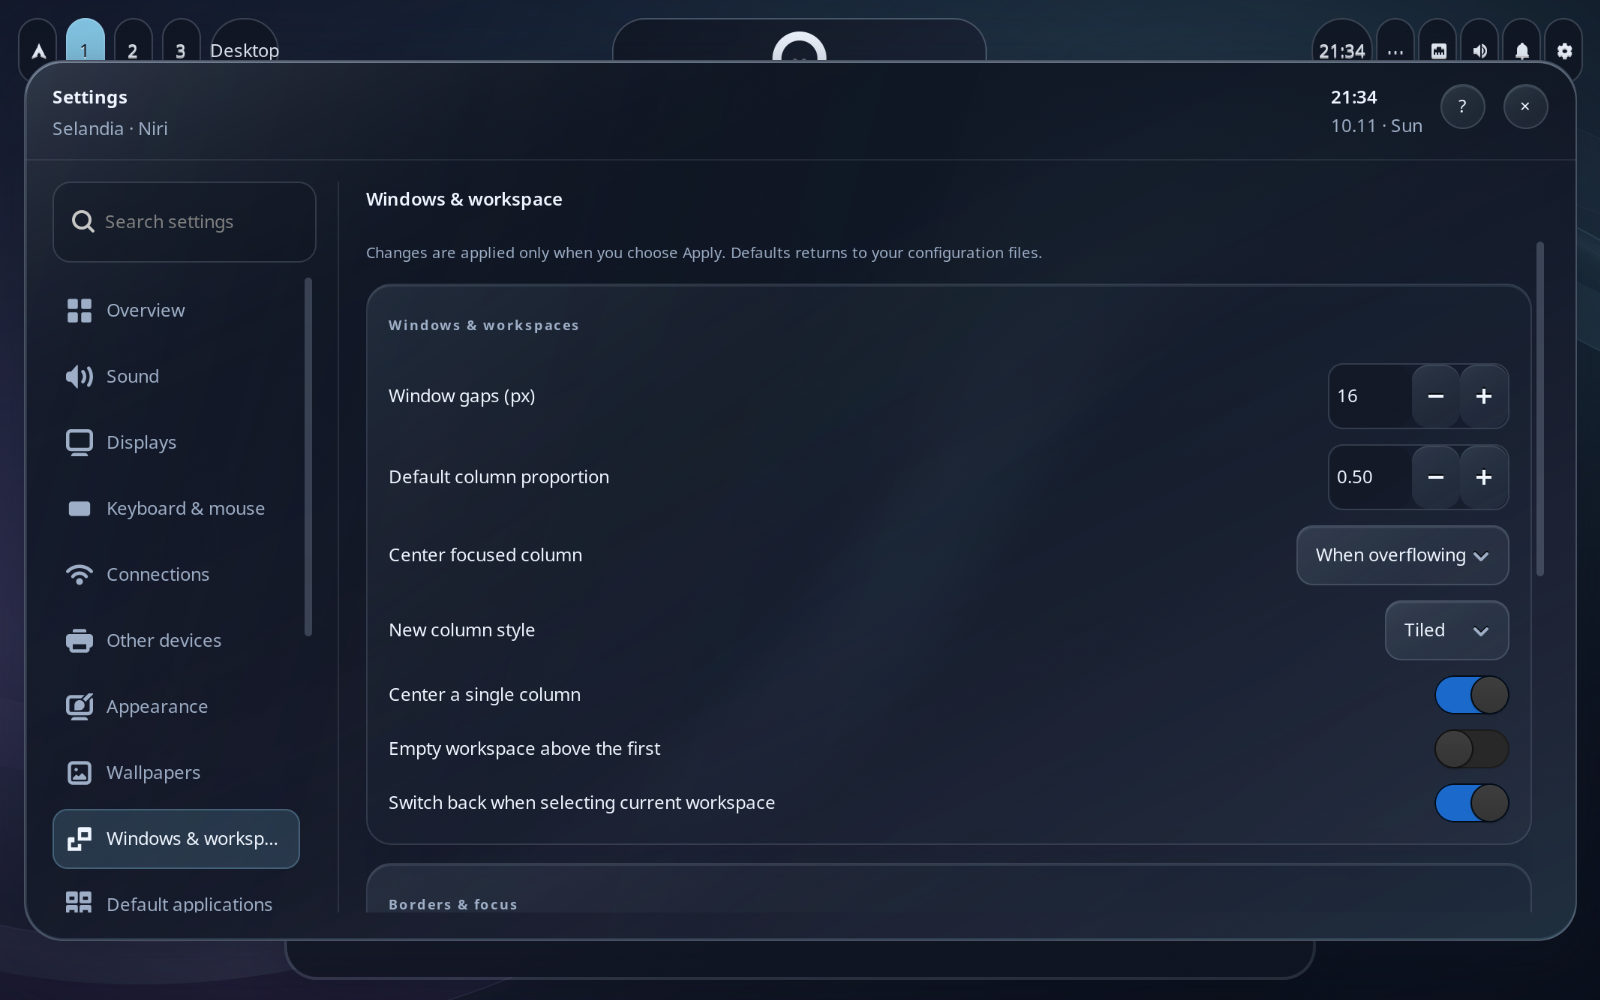 1
2
3
Desktop
21:34
...
Settings
Selandia · Niri
21:34
10.11 · Sun
?
×
Search settings
Overview
Sound
Displays
Keyboard & mouse
Connections
Other devices
Appearance
Wallpapers
Windows & worksp...
Default applications
Windows & workspace
Changes are applied only when you choose Apply. Defaults returns to your configuration files.
Windows & workspaces
Window gaps (px)
16
Default column proportion
0.50
Center focused column
When overflowing
New column style
Tiled
Center a single column
Empty workspace above the first
Switch back when selecting current workspace
Borders & focus